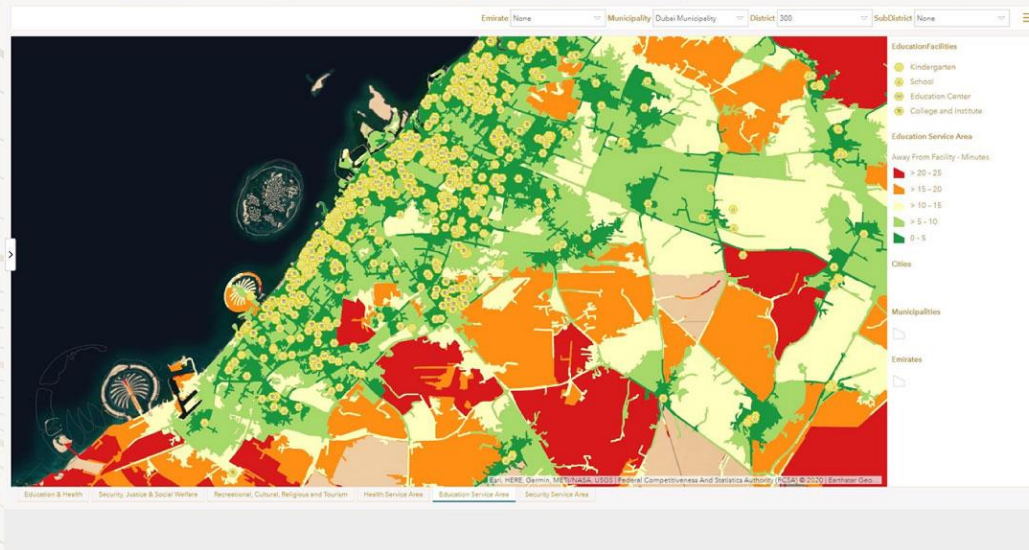 Emirate None Municipality Dubai Municipality District 300 SubDistrict None
EducationFacilities
Kindergarten
School
Education Center
College and Institute
Education Service Area
Away From Facility - Minutes
> 20 - 25
> 15 - 20
> 10 - 15
> 5 - 10
0 - 5
Cities
Municipalities
Emirates
Esri, HERE, Garmin, METI/NASA, USGS | Federal Competitiveness And Statistics Authority (FCSA) © 2020 | Earthstar Geo...
Education & Health Security, Justice & Social Welfare Recreational, Cultural, Religious and Tourism Health Service Area Education Service Area Security Service Area